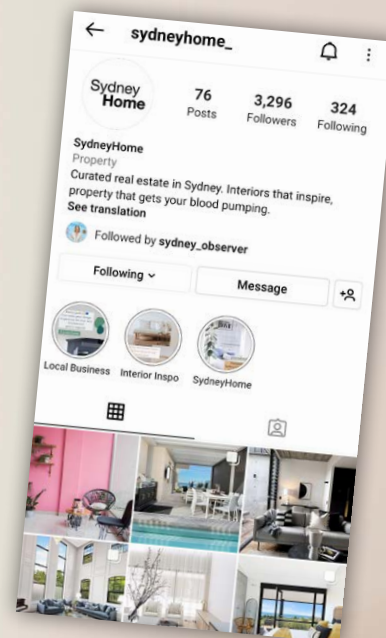 sydneyhome_
Sydney
Home
76
Posts
3,296
Followers
324
Following
SydneyHome
Property
Curated real estate in Sydney. Interiors that inspire,
property that gets your blood pumping.
See translation
Followed by sydney_observer
Following
Message
Local Business
Interior Inspo
SydneyHome